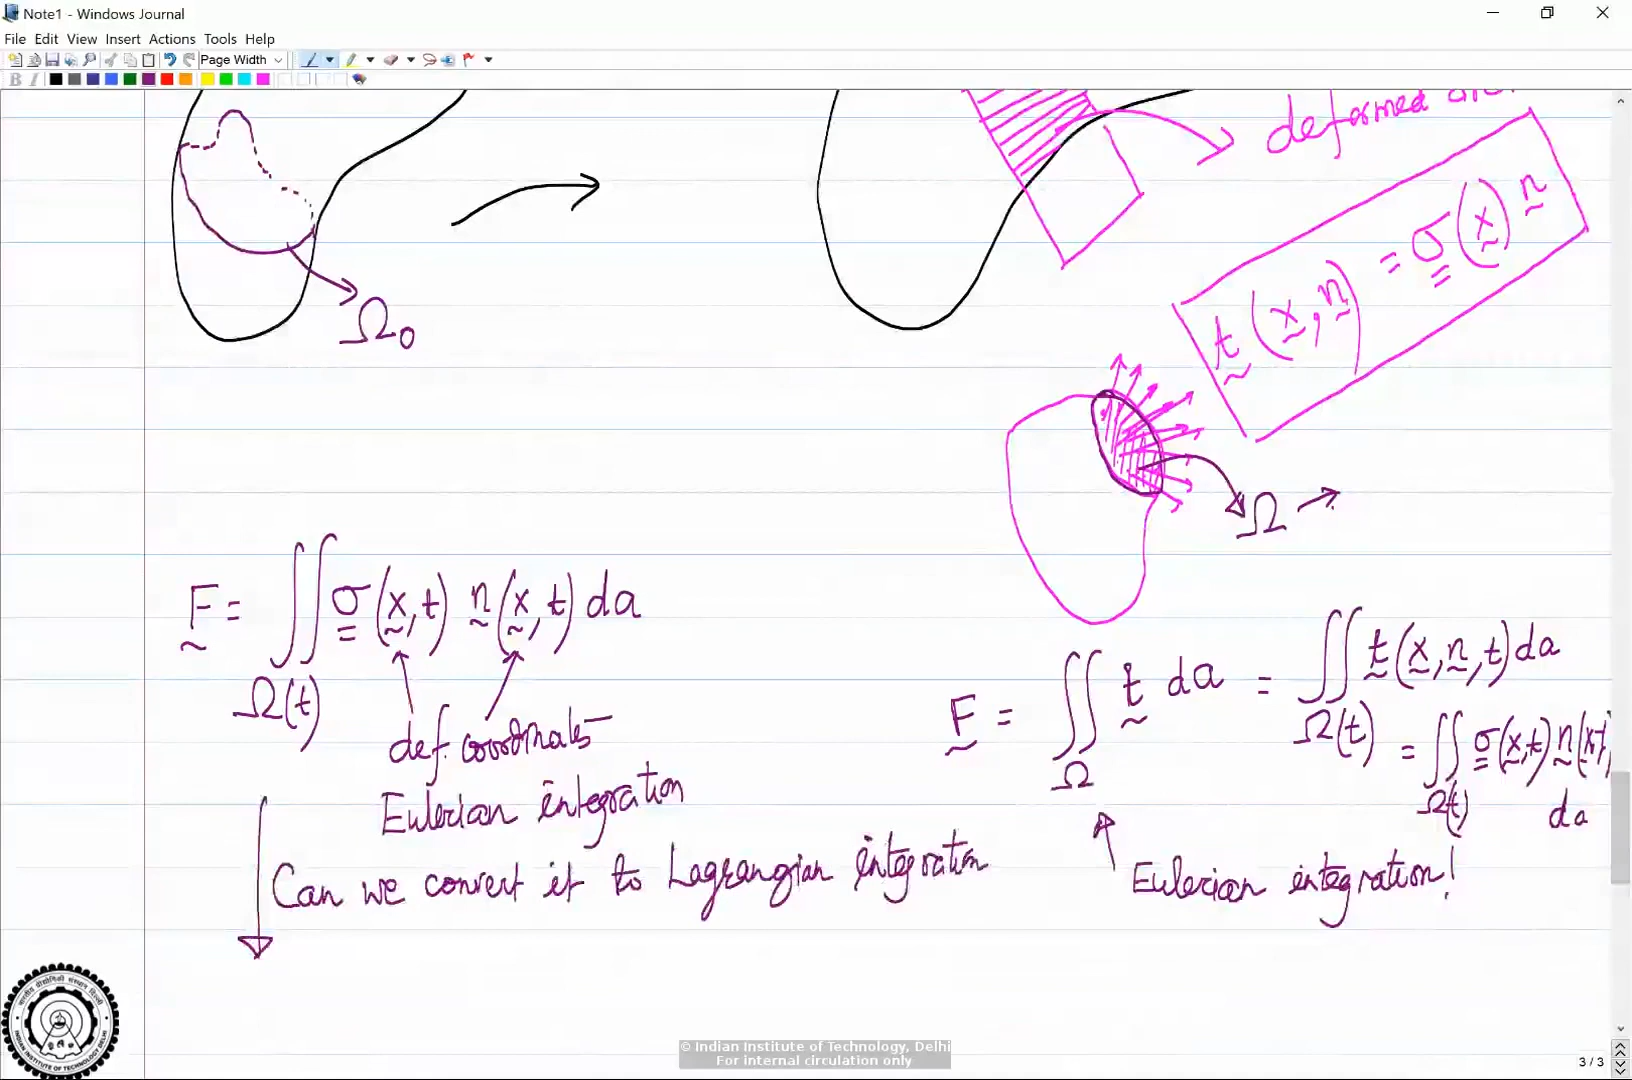 Note1 - Windows Journal
File Edit View Insert Actions Tools Help
Page Width
B I
deformed
t(x, n) = σ(x) n
Ω₀
Ω
F = ∬ σ(x, t) n(x, t) da
Ω(t)
def. coordinates
Eulerian integration
F = ∬ t da = ∬ t(x, n, t) da
Ω Ω(t)
= ∬ σ(x, t) n(x, t)
Ω(t) da
Eulerian integration!
Can we convert it to Lagrangian integration
© Indian Institute of Technology, Delhi
For internal circulation only
3 / 3